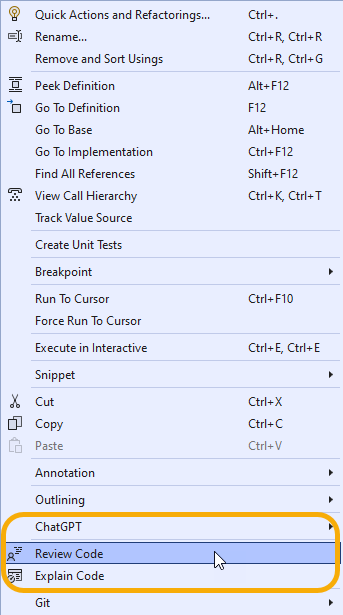 Quick Actions and Refactorings... Ctrl+.
Rename... Ctrl+R, Ctrl+R
Remove and Sort Usings Ctrl+R, Ctrl+G
Peek Definition Alt+F12
Go To Definition F12
Go To Base Alt+Home
Go To Implementation Ctrl+F12
Find All References Shift+F12
View Call Hierarchy Ctrl+K, Ctrl+T
Track Value Source
Create Unit Tests
Breakpoint
Run To Cursor Ctrl+F10
Force Run To Cursor
Execute in Interactive Ctrl+E, Ctrl+E
Snippet
Cut Ctrl+X
Copy Ctrl+C
Paste Ctrl+V
Annotation
Outlining
ChatGPT
Review Code
Explain Code
Git